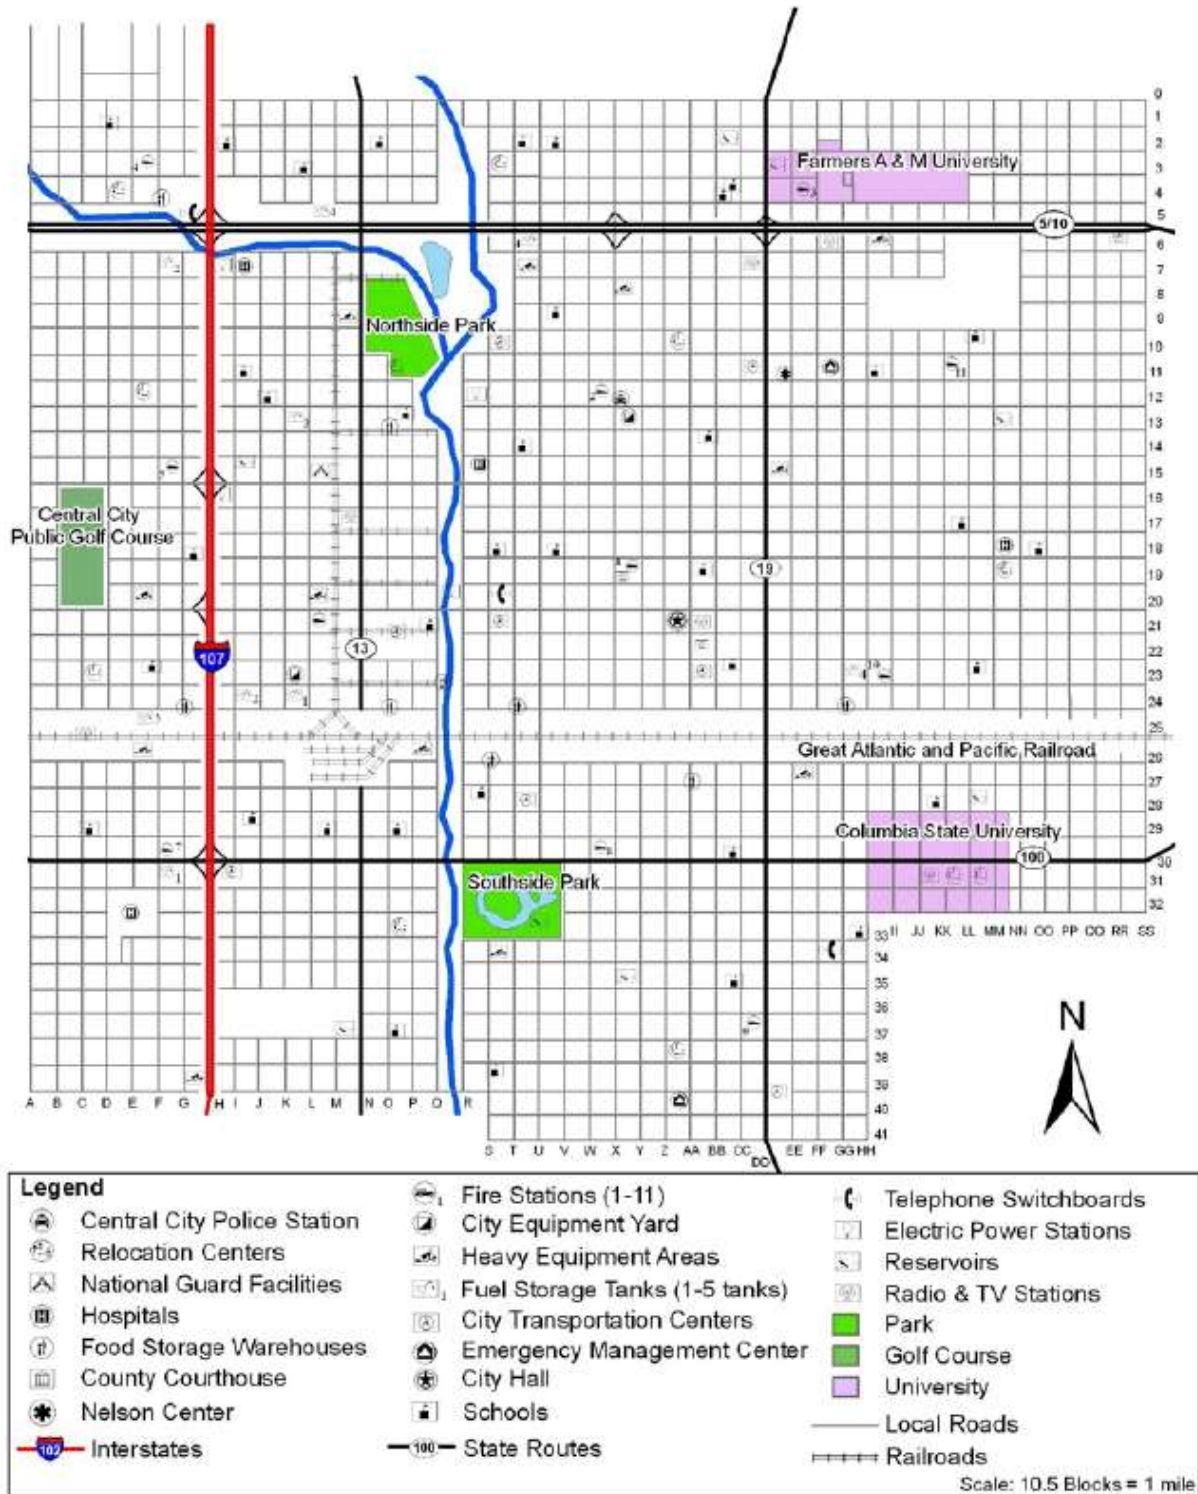 0
1
2
3
Farmers A & M University
4
5
5/10
6
7
8
9
Northside Park
10
11
12
13
14
15
16
Central City
Public Golf Course
17
18
19
19
20
21
13
22
107
23
24
25
Great Atlantic and Pacific Railroad
26
27
28
Columbia State University
29
100
30
Southside Park
31
32
II JJ KK LL MM NN OO PP QQ RR SS
33
34
35
N
36
37
38
39
A B C D E F G H I J K L M N O P Q R
40
41
S T U V W X Y Z AA BB CC DD EE FF GG HH
Legend
Central City Police Station
Relocation Centers
National Guard Facilities
Hospitals
Food Storage Warehouses
County Courthouse
Nelson Center
102 Interstates
Fire Stations (1-11)
City Equipment Yard
Heavy Equipment Areas
Fuel Storage Tanks (1-5 tanks)
City Transportation Centers
Emergency Management Center
City Hall
Schools
100 State Routes
Telephone Switchboards
Electric Power Stations
Reservoirs
Radio & TV Stations
Park
Golf Course
University
Local Roads
Railroads
Scale: 10.5 Blocks = 1 mile